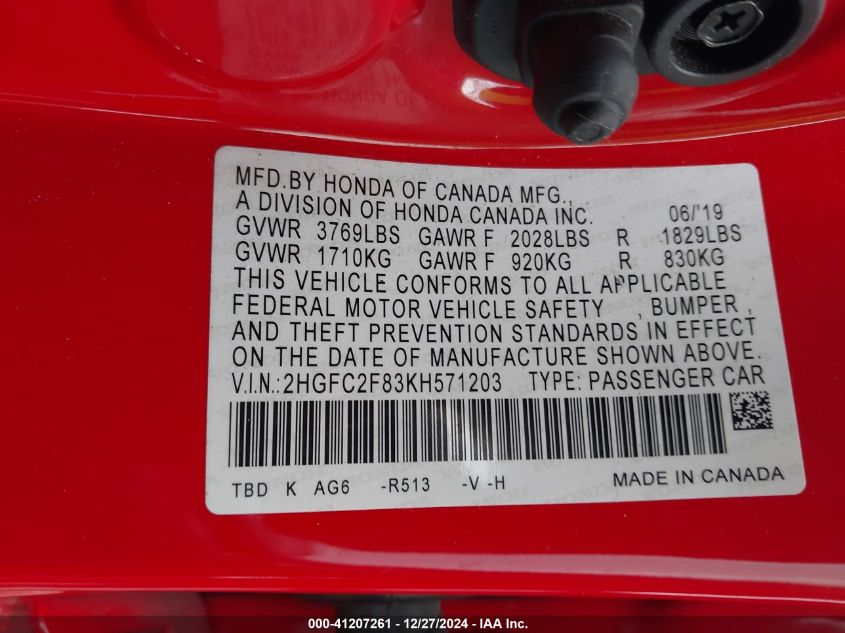 MFD.BY HONDA OF CANADA MFG.,
A DIVISION OF HONDA CANADA INC. 06/'19
GVWR 3769LBS GAWR F 2028LBS R 1829LBS
GVWR 1710KG GAWR F 920KG R 830KG
THIS VEHICLE CONFORMS TO ALL APPLICABLE
FEDERAL MOTOR VEHICLE SAFETY , BUMPER ,
AND THEFT PREVENTION STANDARDS IN EFFECT
ON THE DATE OF MANUFACTURE SHOWN ABOVE.
V.I.N.:2HGFC2F83KH571203 TYPE: PASSENGER CAR
TBD K AG6 -R513 -V -H MADE IN CANADA
000-41207261 - 12/27/2024 - IAA Inc.